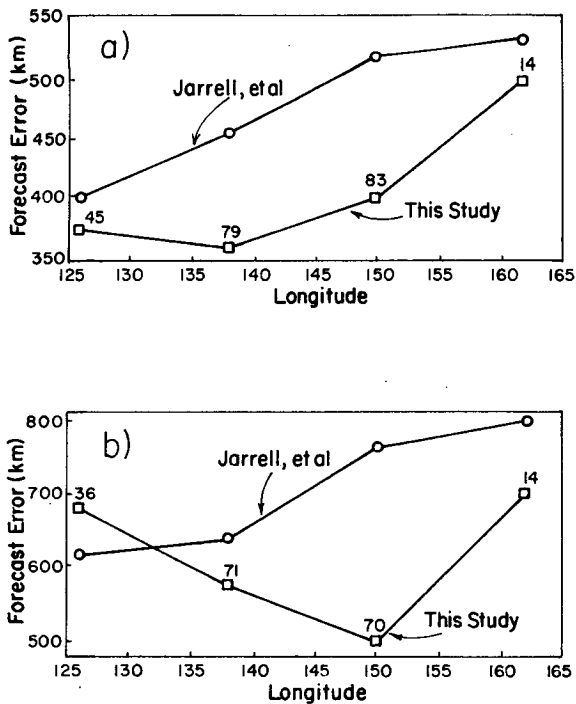 550
a)
14
500
Jarrell, et al
450
83
400
45
This Study
79
350
125 130 135 140 145 150 155 160 165
Longitude
Forecast Error (km)
800
b)
Jarrell, et al
14
700
36
71
600
70
This Study
500
125 130 135 140 145 150 155 160 165
Longitude
Forecast Error (km)